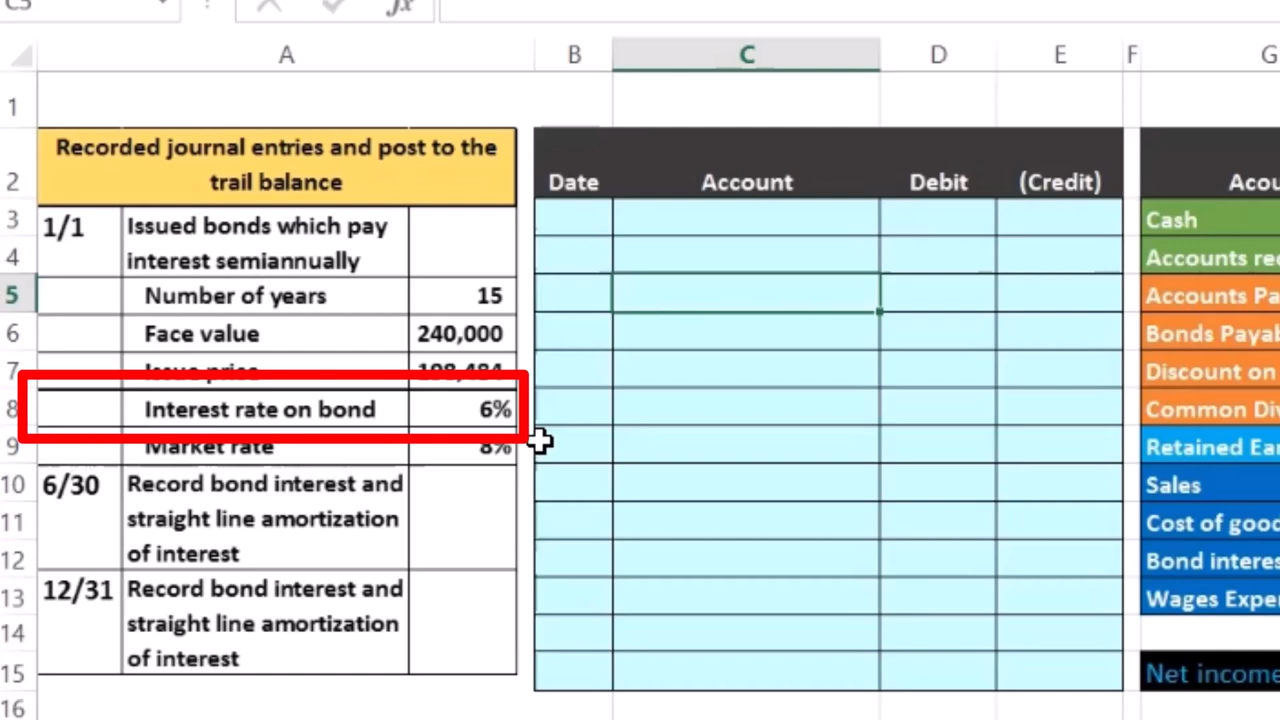 A B C D E F G
1
Recorded journal entries and post to the
2 trail balance Date Account Debit (Credit)
3 1/1 Issued bonds which pay Cash
4 interest semiannually Accounts rec
5 Number of years 15 Accounts Pa
6 Face value 240,000 Bonds Payab
7 Issue price 198,484 Discount on
8 Interest rate on bond 6% Common Div
9 Market rate 8% Retained Ear
10 6/30 Record bond interest and Sales
11 straight line amortization Cost of good
12 of interest Bond interes
13 12/31 Record bond interest and Wages Exper
14 straight line amortization
15 of interest Net income
16